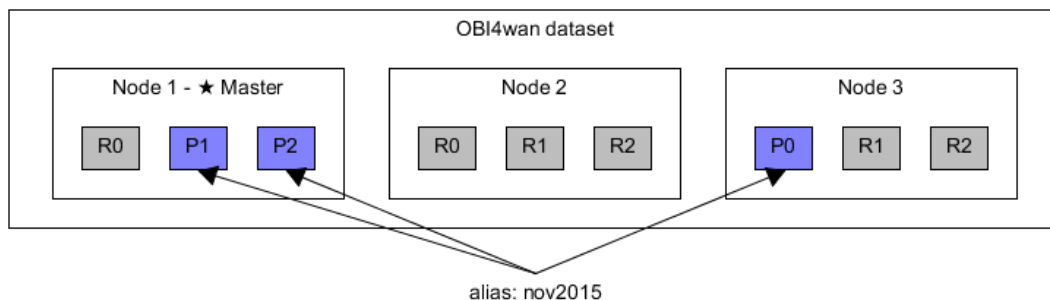 OBI4wan dataset
Node 1 - ★ Master
Node 2
Node 3
R0 P1 P2
R0 R1 R2
P0 R1 R2
alias: nov2015